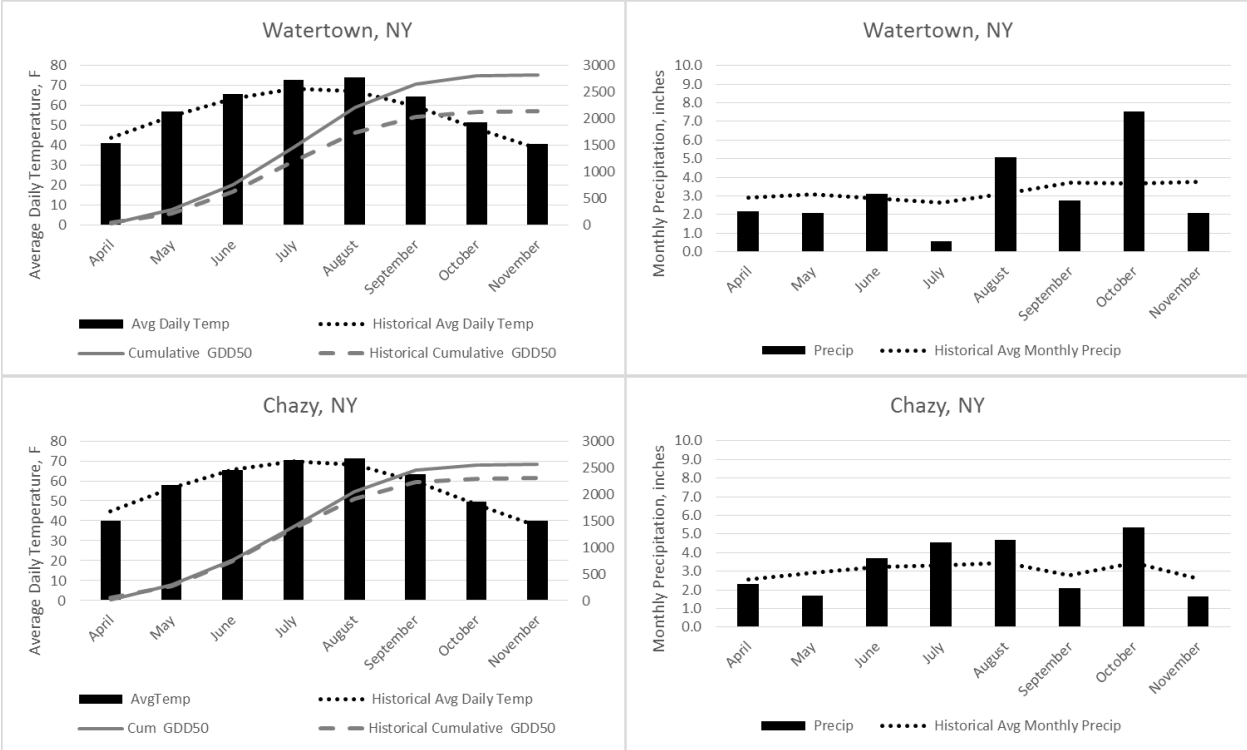 Watertown, NY
Average Daily Temperature, F
80
70
60
50
40
30
20
10
0
3000
2500
2000
1500
1000
500
0
April
May
June
July
August
September
October
November
Avg Daily Temp
Historical Avg Daily Temp
Cumulative GDD50
Historical Cumulative GDD50
Watertown, NY
Monthly Precipitation, inches
10.0
9.0
8.0
7.0
6.0
5.0
4.0
3.0
2.0
1.0
0.0
April
May
June
July
August
September
October
November
Precip
Historical Avg Monthly Precip
Chazy, NY
Average Daily Temperature, F
80
70
60
50
40
30
20
10
0
3000
2500
2000
1500
1000
500
0
April
May
June
July
August
September
October
November
AvgTemp
Historical Avg Daily Temp
Cum GDD50
Historical Cumulative GDD50
Chazy, NY
Monthly Precipitation, inches
10.0
9.0
8.0
7.0
6.0
5.0
4.0
3.0
2.0
1.0
0.0
April
May
June
July
August
September
October
November
Precip
Historical Avg Monthly Precip